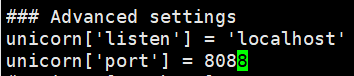 ### Advanced settings
unicorn['listen'] = 'localhost'
unicorn['port'] = 8088